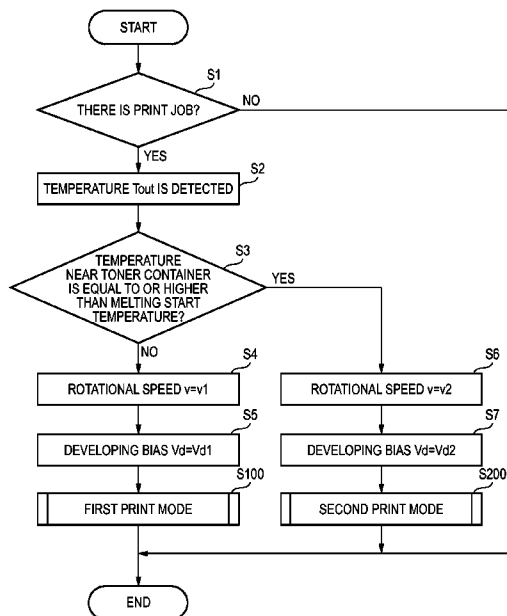 START
S1
THERE IS PRINT JOB?
NO
YES
S2
TEMPERATURE Tout IS DETECTED
S3
TEMPERATURE
NEAR TONER CONTAINER
IS EQUAL TO OR HIGHER
THAN MELTING START
TEMPERATURE?
YES
NO
S4
ROTATIONAL SPEED v=v1
S6
ROTATIONAL SPEED v=v2
S5
DEVELOPING BIAS Vd=Vd1
S7
DEVELOPING BIAS Vd=Vd2
S100
FIRST PRINT MODE
S200
SECOND PRINT MODE
END